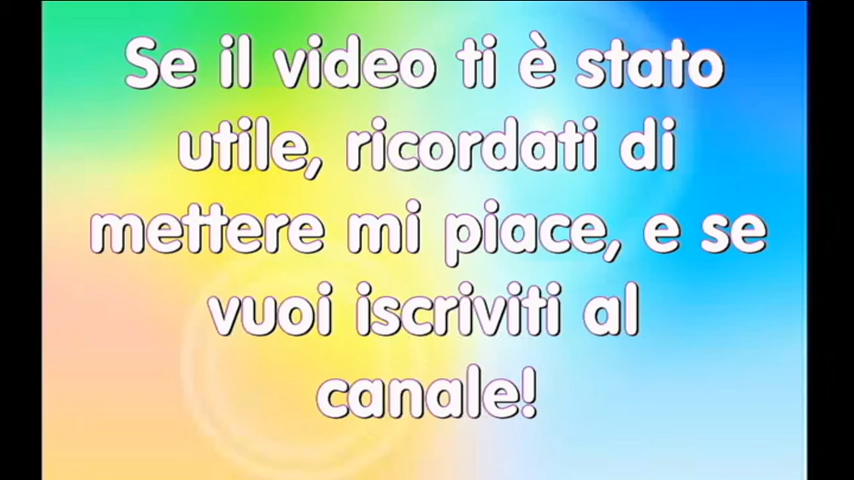 Se il video ti è stato
utile, ricordati di
mettere mi piace, e se
vuoi iscriviti al
canale!